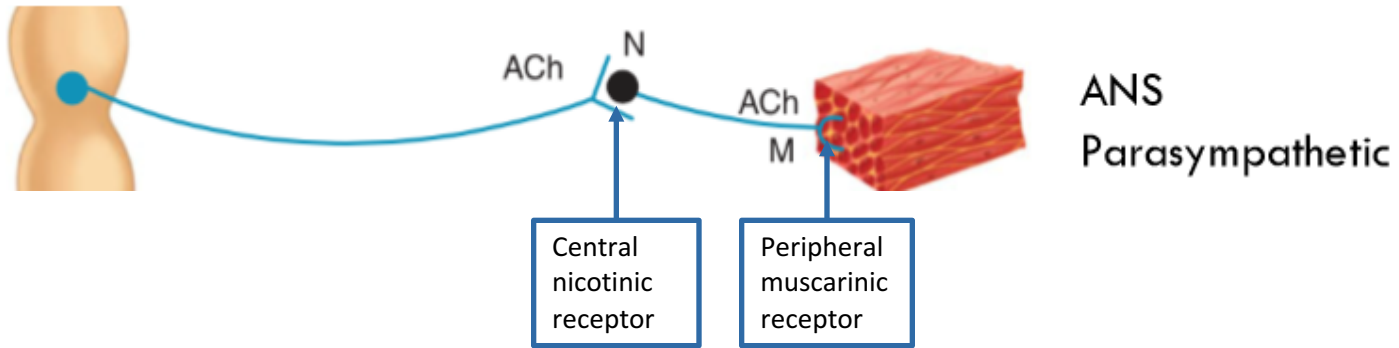 N
ACh
ACh
M
ANS
Parasympathetic
Central
nicotinic
receptor
Peripheral
muscarinic
receptor